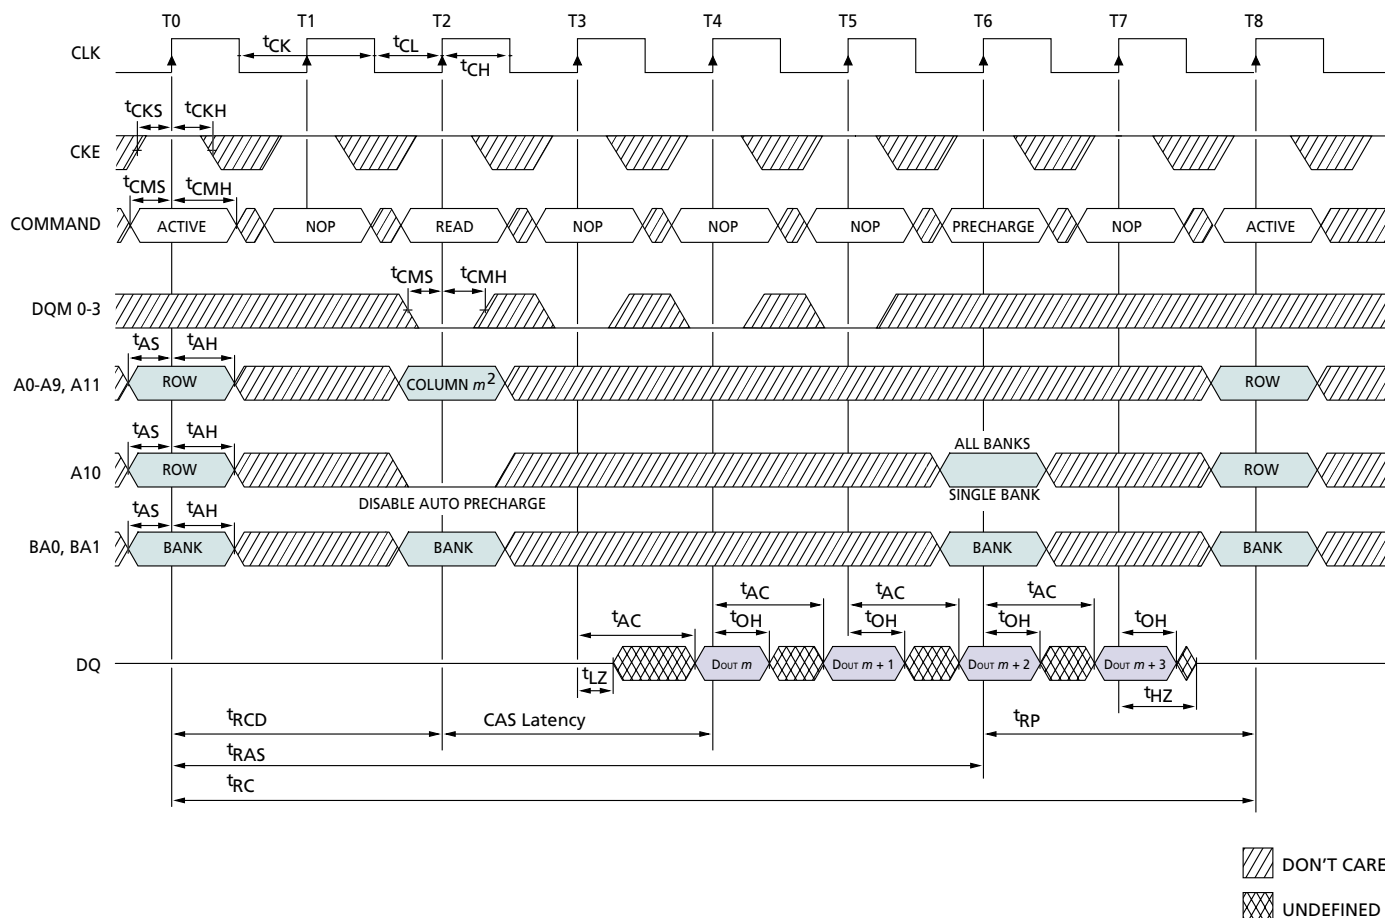 T0 T1 T2 T3 T4 T5 T6 T7 T8
CLK
tCK tCL
tCH
tCKS tCKH
CKE
tCMS tCMH
COMMAND ACTIVE NOP READ NOP NOP NOP PRECHARGE NOP ACTIVE
tCMS tCMH
DQM 0-3
tAS tAH
A0-A9, A11 ROW COLUMN m2 ROW
tAS tAH
ALL BANKS
A10 ROW ROW
DISABLE AUTO PRECHARGE SINGLE BANK
tAS tAH
BA0, BA1 BANK BANK BANK BANK
tAC tAC tAC
tAC tOH tOH tOH tOH
DQ DOUT m DOUT m + 1 DOUT m + 2 DOUT m + 3
tLZ tHZ
tRCD CAS Latency tRP
tRAS
tRC
DON'T CARE
UNDEFINED